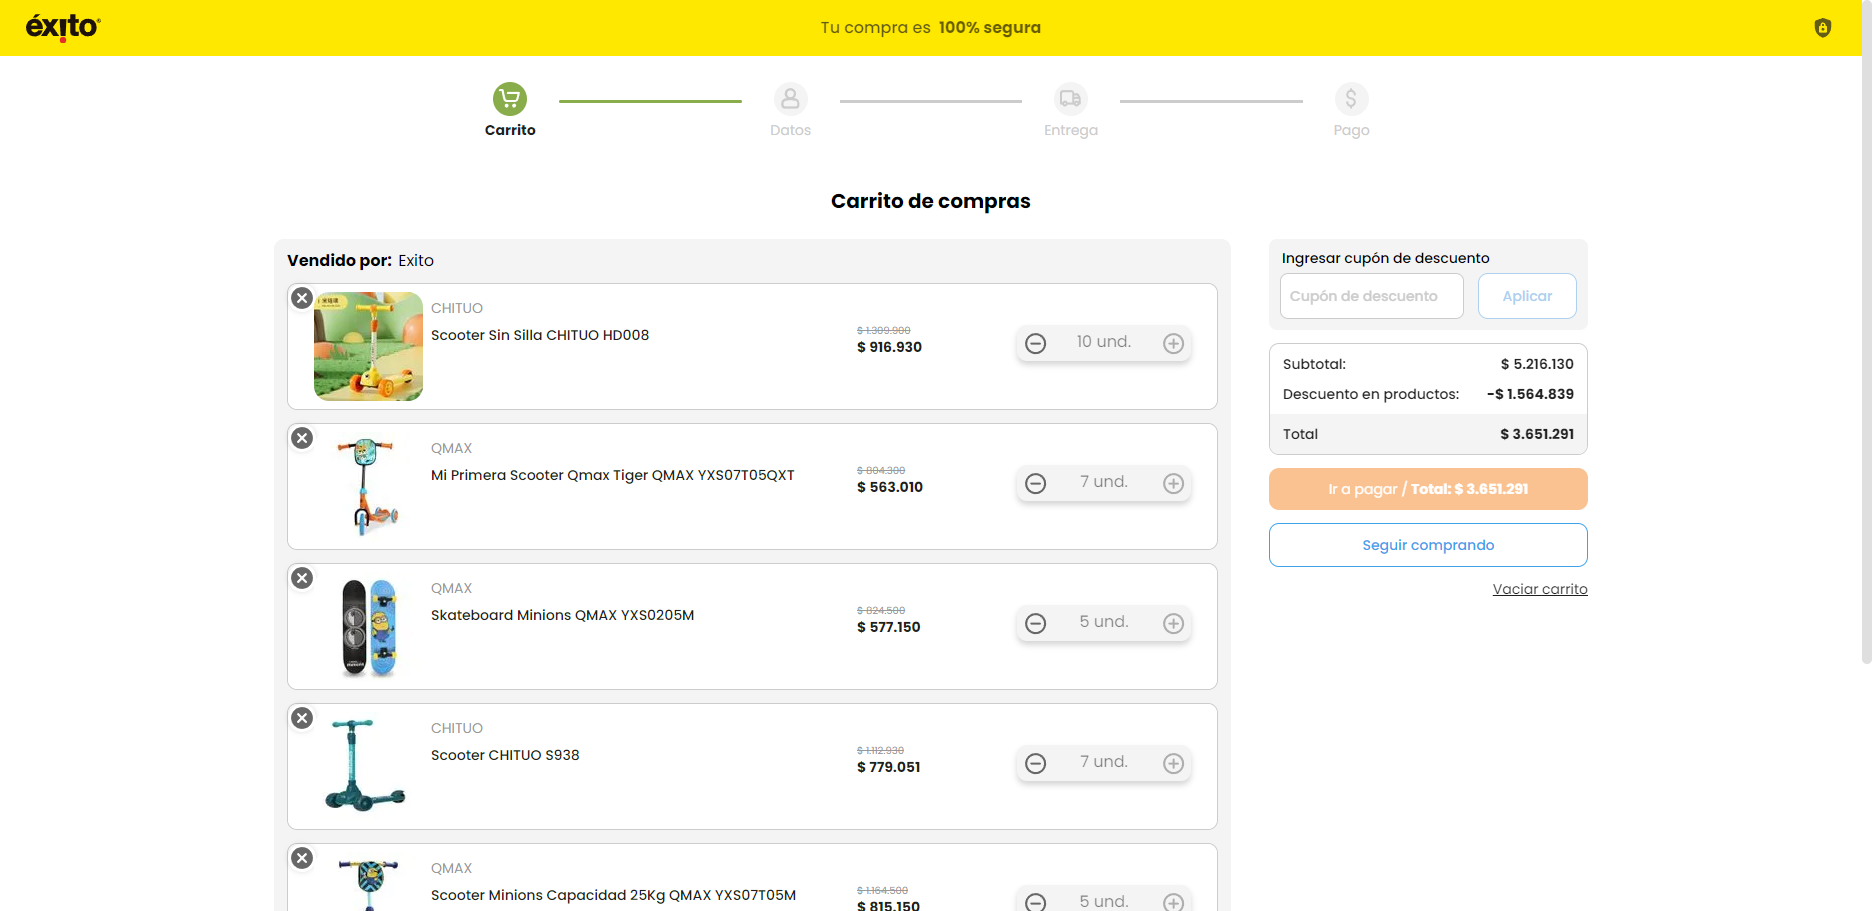 éxito
Tu compra es 100% segura
Carrito
Datos
Entrega
Pago
Carrito de compras
Vendido por: Exito
CHITUO
Scooter Sin Silla CHITUO HD008
$ 1.309.900
$ 916.930
10 und.
QMAX
Mi Primera Scooter Qmax Tiger QMAX YXS07T05QXT
$ 804.300
$ 563.010
7 und.
QMAX
Skateboard Minions QMAX YXS0205M
$ 824.500
$ 577.150
5 und.
CHITUO
Scooter CHITUO S938
$ 1.112.930
$ 779.051
7 und.
QMAX
Scooter Minions Capacidad 25Kg QMAX YXS07T05M
$ 1.164.500
$ 815.150
5 und.
Ingresar cupón de descuento
Cupón de descuento
Aplicar
Subtotal: $ 5.216.130
Descuento en productos: -$ 1.564.839
Total $ 3.651.291
Ir a pagar / Total: $ 3.651.291
Seguir comprando
Vaciar carrito